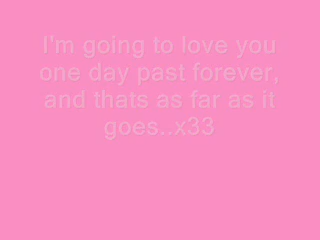 I'm going to love you
one day past forever,
and thats as far as it
goes..x33